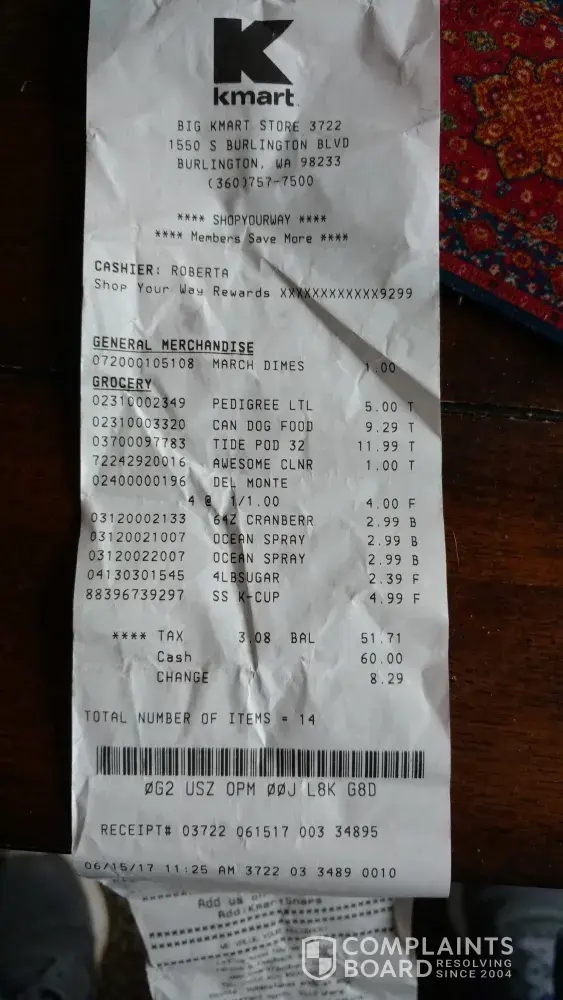 K
kmart
BIG KMART STORE 3722
1550 S BURLINGTON BLVD
BURLINGTON, WA 98233
(360)757-7500
**** SHOPYOURWAY ****
**** Members Save More ****
CASHIER: ROBERTA
Shop Your Way Rewards XXXXXXXXXXXX9299
GENERAL MERCHANDISE
072000105108 MARCH DIMES 1.00
GROCERY
02310002349 PEDIGREE LTL 5.00 T
02310003320 CAN DOG FOOD 9.29 T
03700097783 TIDE POD 32 11.99 T
72242920016 AWESOME CLNR 1.00 T
02400000196 DEL MONTE
4 @ 1/1.00 4.00 F
03120002133 64Z CRANBERR 2.99 B
03120021007 OCEAN SPRAY 2.99 B
03120022007 OCEAN SPRAY 2.99 B
04130301545 4LBSUGAR 2.39 F
88396739297 SS K-CUP 4.99 F
**** TAX 3.08 BAL 51.71
Cash 60.00
CHANGE 8.29
TOTAL NUMBER OF ITEMS = 14
ØG2 USZ OPM ØØJ L8K G8D
RECEIPT# 03722 061517 003 34895
06/15/17 11:25 AM 3722 03 3489 0010
Add us
Add
WE VALUE YOUR
COMPLAINTS
BOARD RESOLVING
SINCE 2004